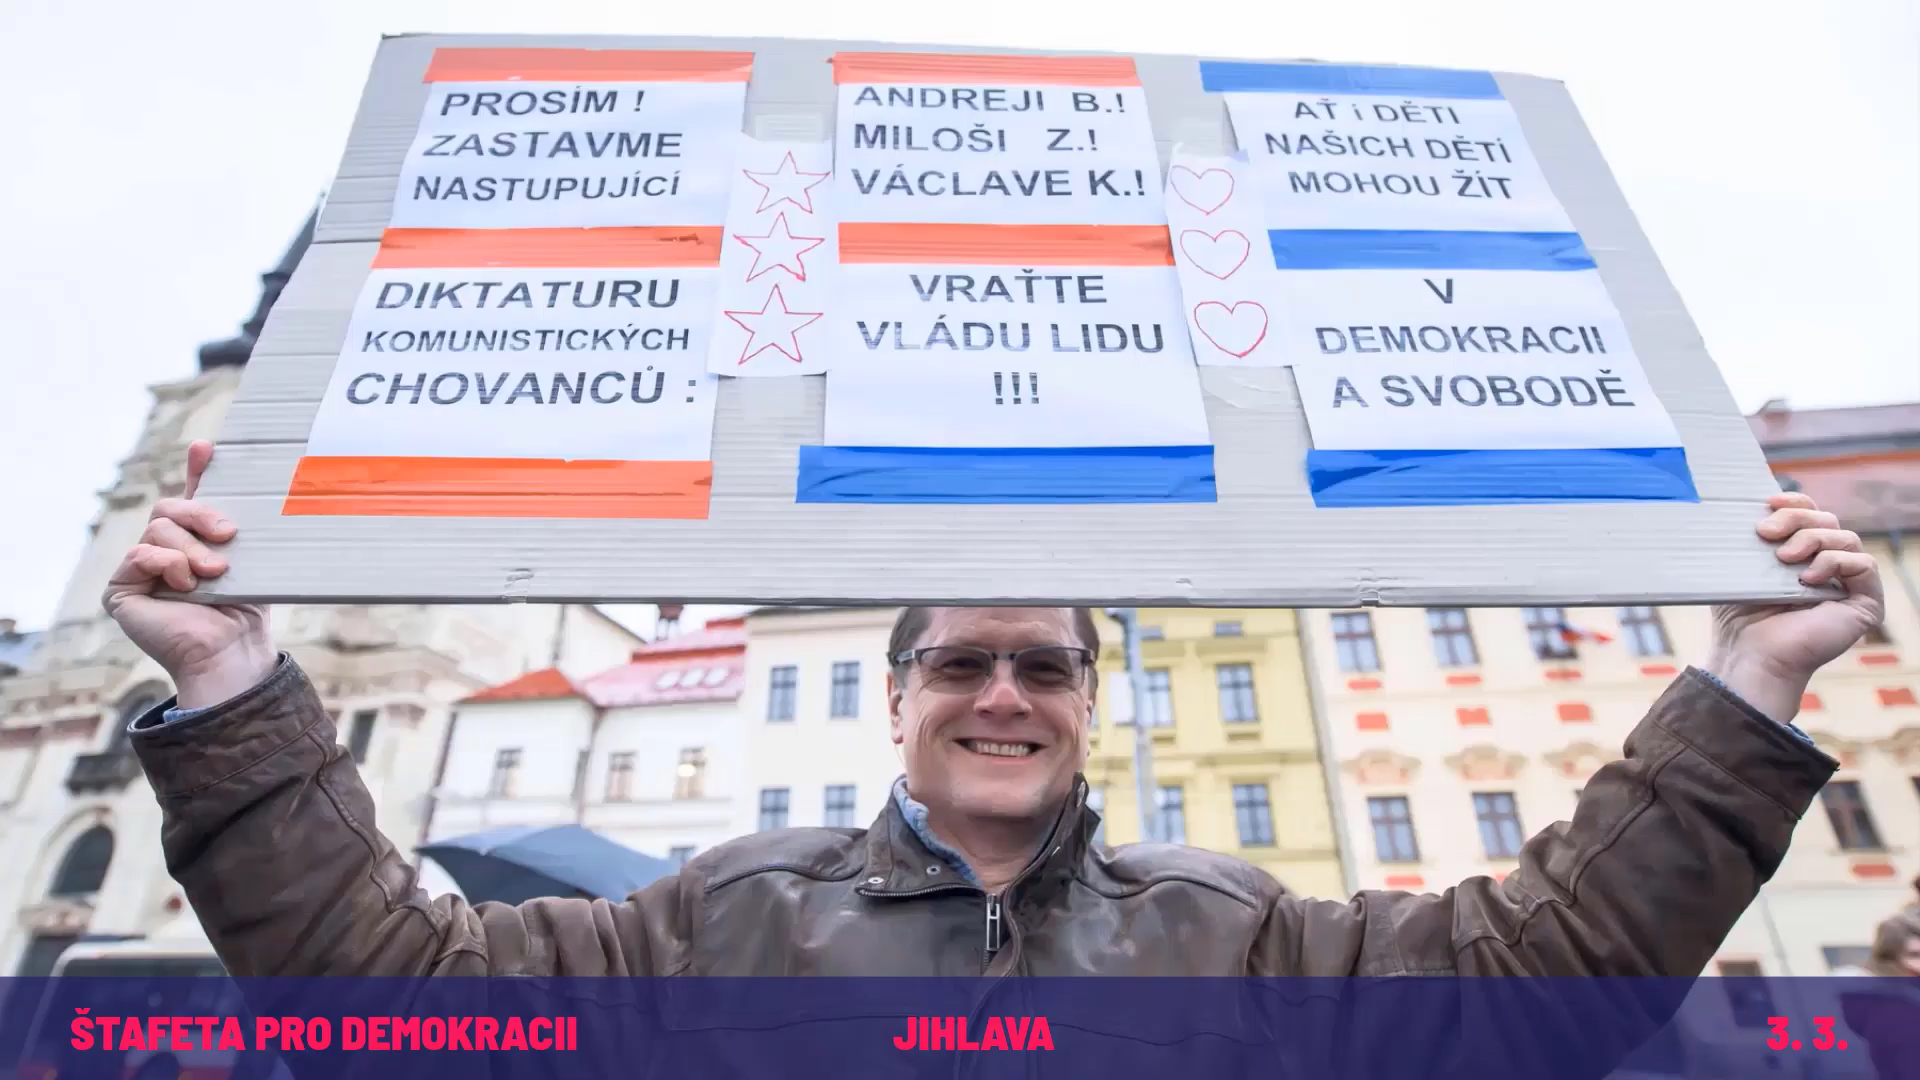 PROSÍM !
ZASTAVME
NASTUPUJÍCÍ
DIKTATURU
KOMUNISTICKÝCH
CHOVANCŮ :
ANDREJI B.!
MILOŠI Z.!
VÁCLAVE K.!
VRAŤTE
VLÁDU LIDU
!!!
AŤ i DĚTI
NAŠICH DĚTÍ
MOHOU ŽÍT
V
DEMOKRACII
A SVOBODĚ
ŠTAFETA PRO DEMOKRACII
JIHLAVA
3. 3.